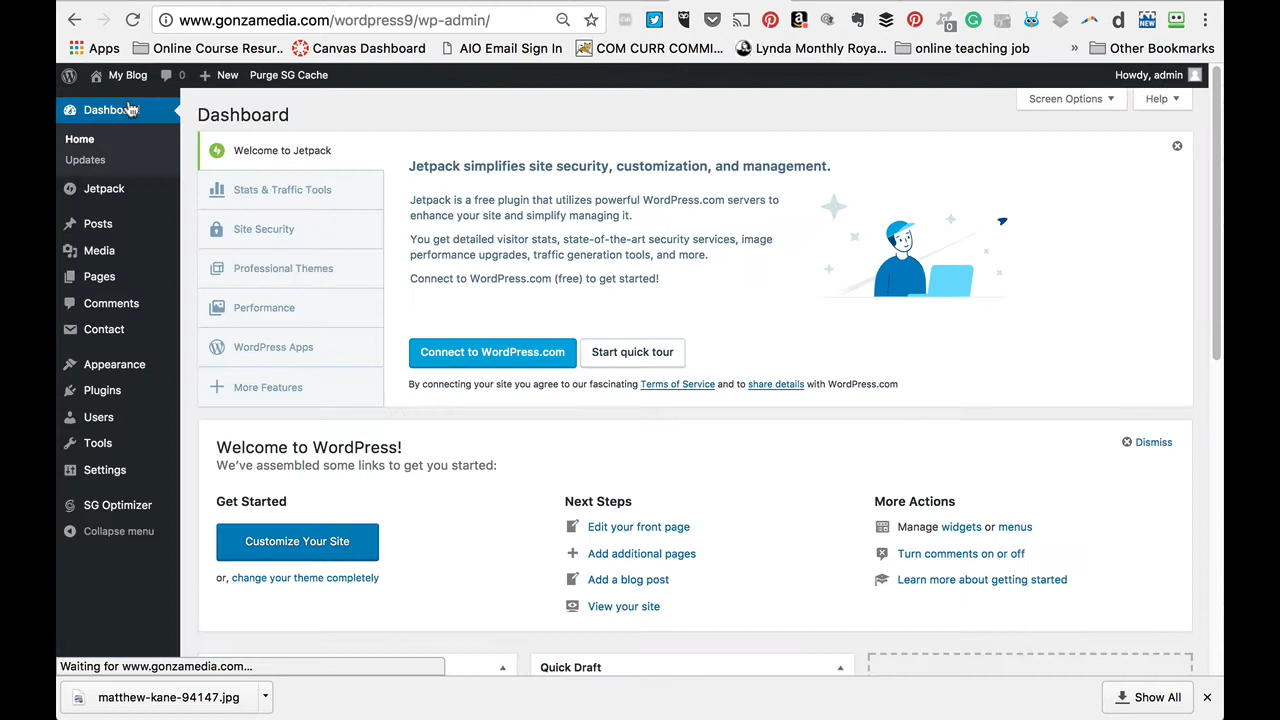 www.gonzamedia.com/wordpress9/wp-admin/
0
NEW
Apps
Online Course Resur...
Canvas Dashboard
AIO Email Sign In
COM CURR COMMI...
Lynda Monthly Roya...
online teaching job
»
Other Bookmarks
My Blog
0
New
Purge SG Cache
Howdy, admin
Dashbo
Home
Updates
Jetpack
Posts
Media
Pages
Comments
Contact
Appearance
Plugins
Users
Tools
Settings
SG Optimizer
Collapse menu
Dashboard
Screen Options
Help
Welcome to Jetpack
Stats & Traffic Tools
Site Security
Professional Themes
Performance
WordPress Apps
More Features
Jetpack simplifies site security, customization, and management.
Jetpack is a free plugin that utilizes powerful WordPress.com servers to
enhance your site and simplify managing it.
You get detailed visitor stats, state-of-the-art security services, image
performance upgrades, traffic generation tools, and more.
Connect to WordPress.com (free) to get started!
Connect to WordPress.com
Start quick tour
By connecting your site you agree to our fascinating Terms of Service and to share details with WordPress.com
Welcome to WordPress!
We've assembled some links to get you started:
Dismiss
Get Started
Customize Your Site
or, change your theme completely
Next Steps
Edit your front page
Add additional pages
Add a blog post
View your site
More Actions
Manage widgets or menus
Turn comments on or off
Learn more about getting started
Quick Draft
Waiting for www.gonzamedia.com...
matthew-kane-94147.jpg
Show All